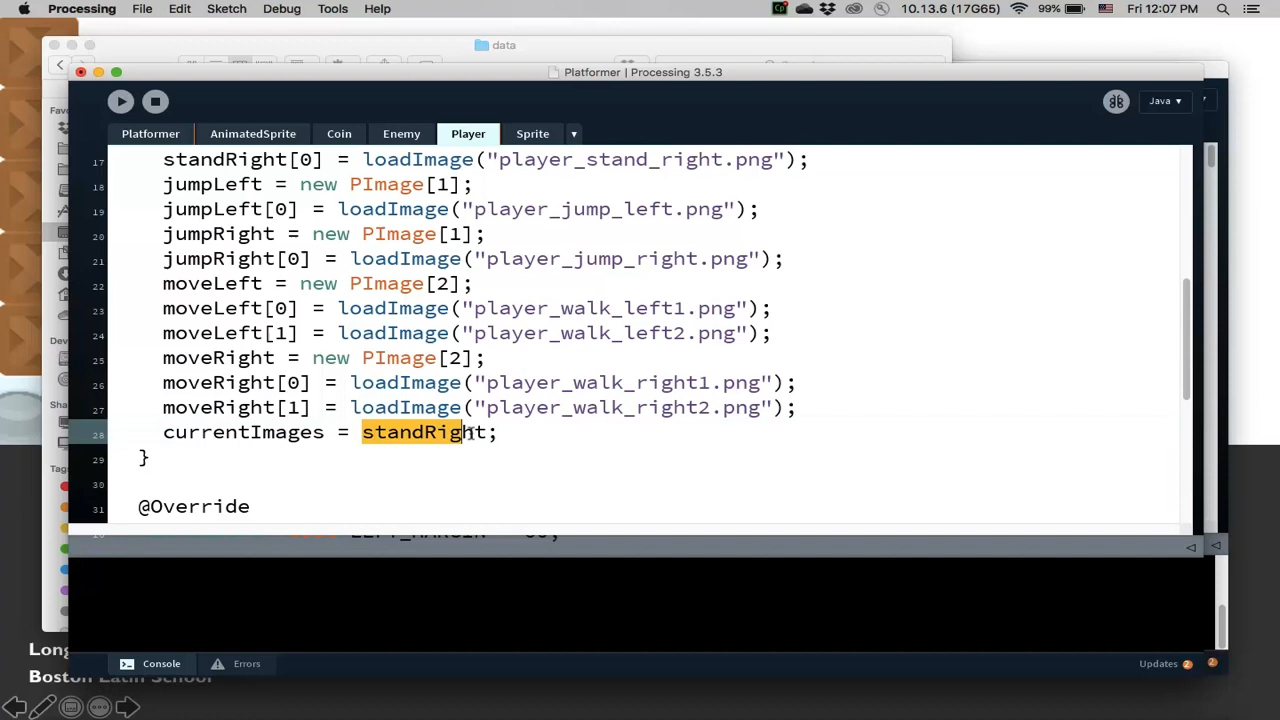 Processing File Edit Sketch Debug Tools Help 10.13.6 (17G65) 99% Fri 12:07 PM
data
Platformer | Processing 3.5.3
Java
Platformer AnimatedSprite Coin Enemy Player Sprite
17 standRight[0] = loadImage("player_stand_right.png");
18 jumpLeft = new PImage[1];
19 jumpLeft[0] = loadImage("player_jump_left.png");
20 jumpRight = new PImage[1];
21 jumpRight[0] = loadImage("player_jump_right.png");
22 moveLeft = new PImage[2];
23 moveLeft[0] = loadImage("player_walk_left1.png");
24 moveLeft[1] = loadImage("player_walk_left2.png");
25 moveRight = new PImage[2];
26 moveRight[0] = loadImage("player_walk_right1.png");
27 moveRight[1] = loadImage("player_walk_right2.png");
28 currentImages = standRight;
29 }
30
31 @Override
Console Errors Updates 2 2
Long
Boston Latin School